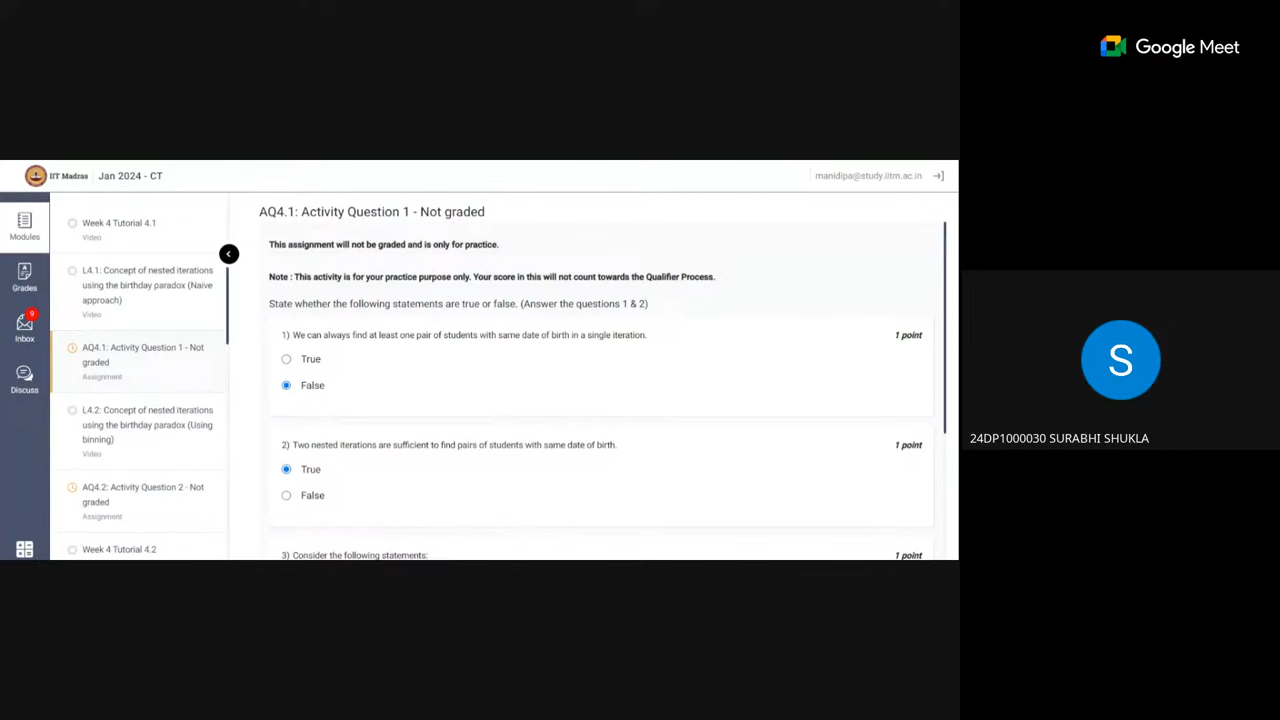 Google Meet
IIT Madras
Jan 2024 - CT
manidipa@study.iitm.ac.in
Modules
Grades
9
Inbox
Discuss
Week 4 Tutorial 4.1
Video
L4.1: Concept of nested iterations
using the birthday paradox (Naive
approach)
Video
AQ4.1: Activity Question 1 - Not
graded
Assignment
L4.2: Concept of nested iterations
using the birthday paradox (Using
binning)
Video
AQ4.2: Activity Question 2 - Not
graded
Assignment
Week 4 Tutorial 4.2
AQ4.1: Activity Question 1 - Not graded
This assignment will not be graded and is only for practice.
Note : This activity is for your practice purpose only. Your score in this will not count towards the Qualifier Process.
State whether the following statements are true or false. (Answer the questions 1 & 2)
1) We can always find at least one pair of students with same date of birth in a single iteration. 1 point
True
False
2) Two nested iterations are sufficient to find pairs of students with same date of birth. 1 point
True
False
3) Consider the following statements: 1 point
S
24DP1000030 SURABHI SHUKLA